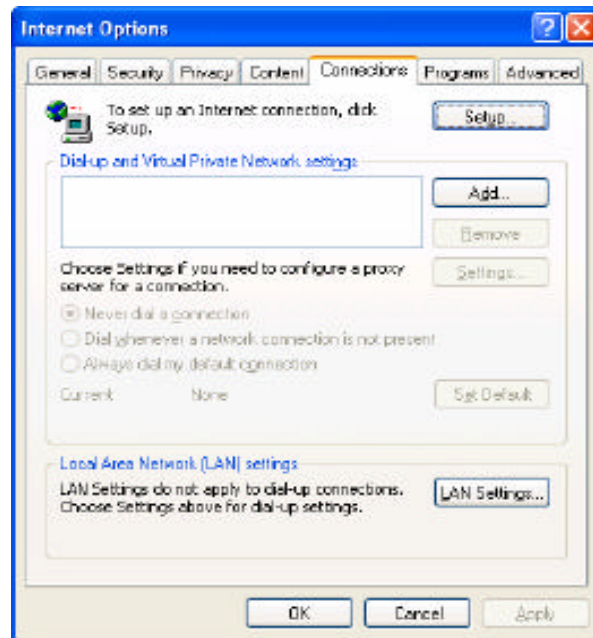 Internet Options
General Security Privacy Content Connections Programs Advanced
To set up an Internet connection, click
Setup.
Setup...
Dial-up and Virtual Private Network settings
Add...
Remove
Choose Settings if you need to configure a proxy
server for a connection.
Settings...
Never dial a connection
Dial whenever a network connection is not present
Always dial my default connection
Current None
Set Default
Local Area Network (LAN) settings
LAN Settings do not apply to dial-up connections.
Choose Settings above for dial-up settings.
LAN Settings...
OK Cancel Apply